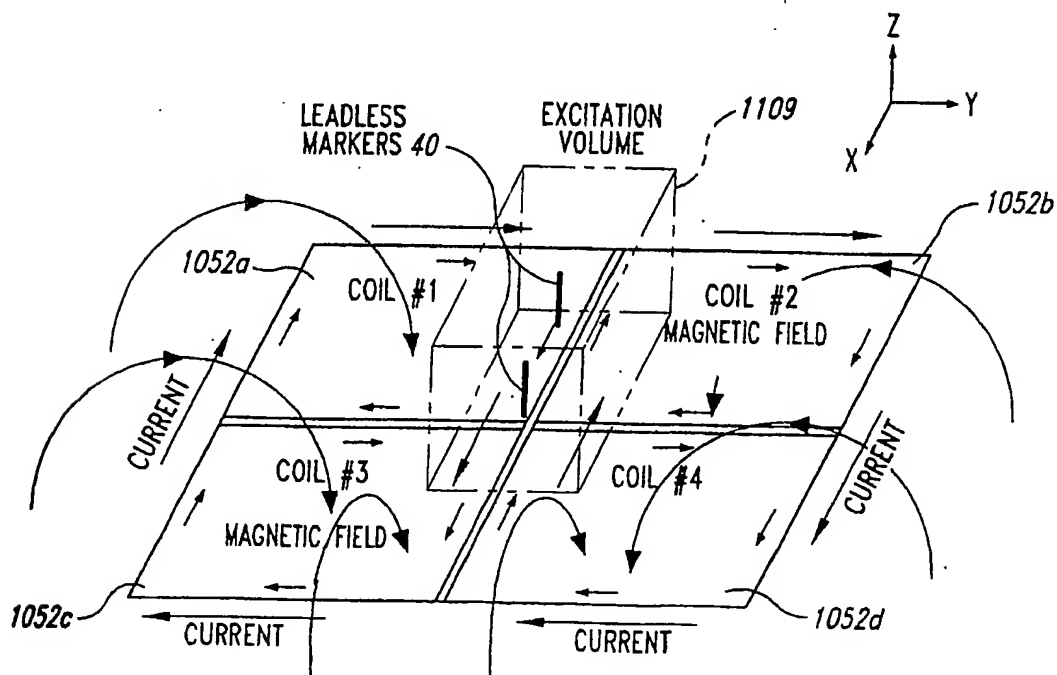 Z
Y
X
LEADLESS
MARKERS 40
EXCITATION
VOLUME
1109
1052b
1052a
COIL #1
COIL #2
MAGNETIC FIELD
CURRENT
COIL #3
COIL #4
CURRENT
MAGNETIC FIELD
1052c
CURRENT
CURRENT
1052d